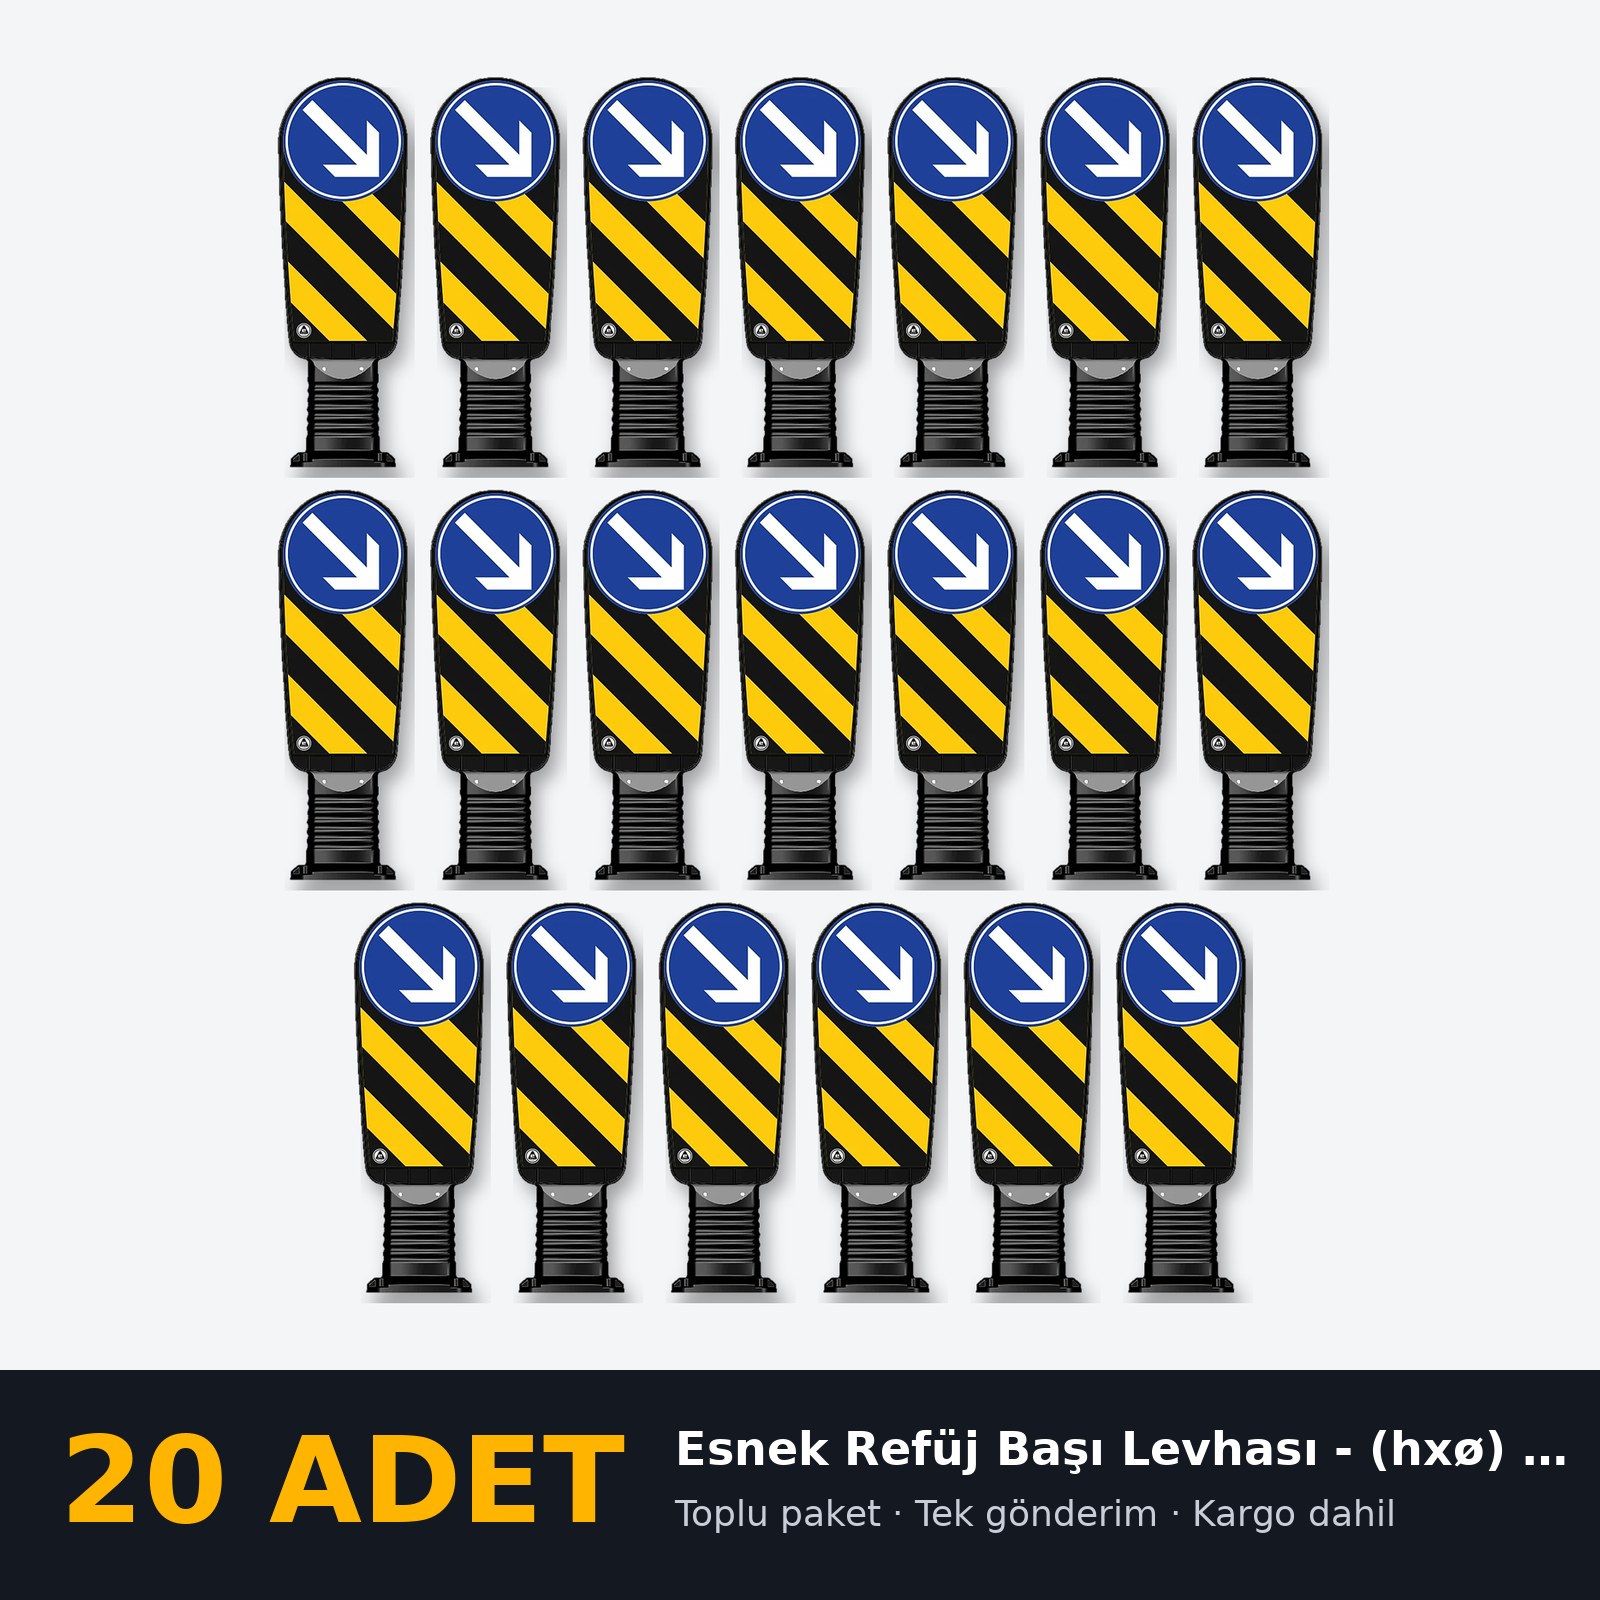 20 ADET
Esnek Refüj Başı Levhası - (hxø) ...
Toplu paket · Tek gönderim · Kargo dahil